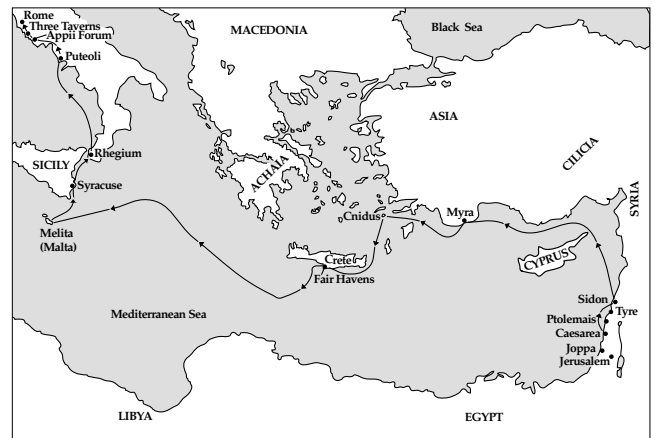 Rome
Three Taverns
Appii Forum
Puteoli
MACEDONIA
Black Sea
ASIA
CILICIA
SYRIA
SICILY
Rhegium
ACHAIA
Syracuse
Melita
(Malta)
Cnidus
Myra
Crete
Fair Havens
CYPRUS
Mediterranean Sea
Sidon
Tyre
Ptolemais
Caesarea
Joppa
Jerusalem
LIBYA
EGYPT